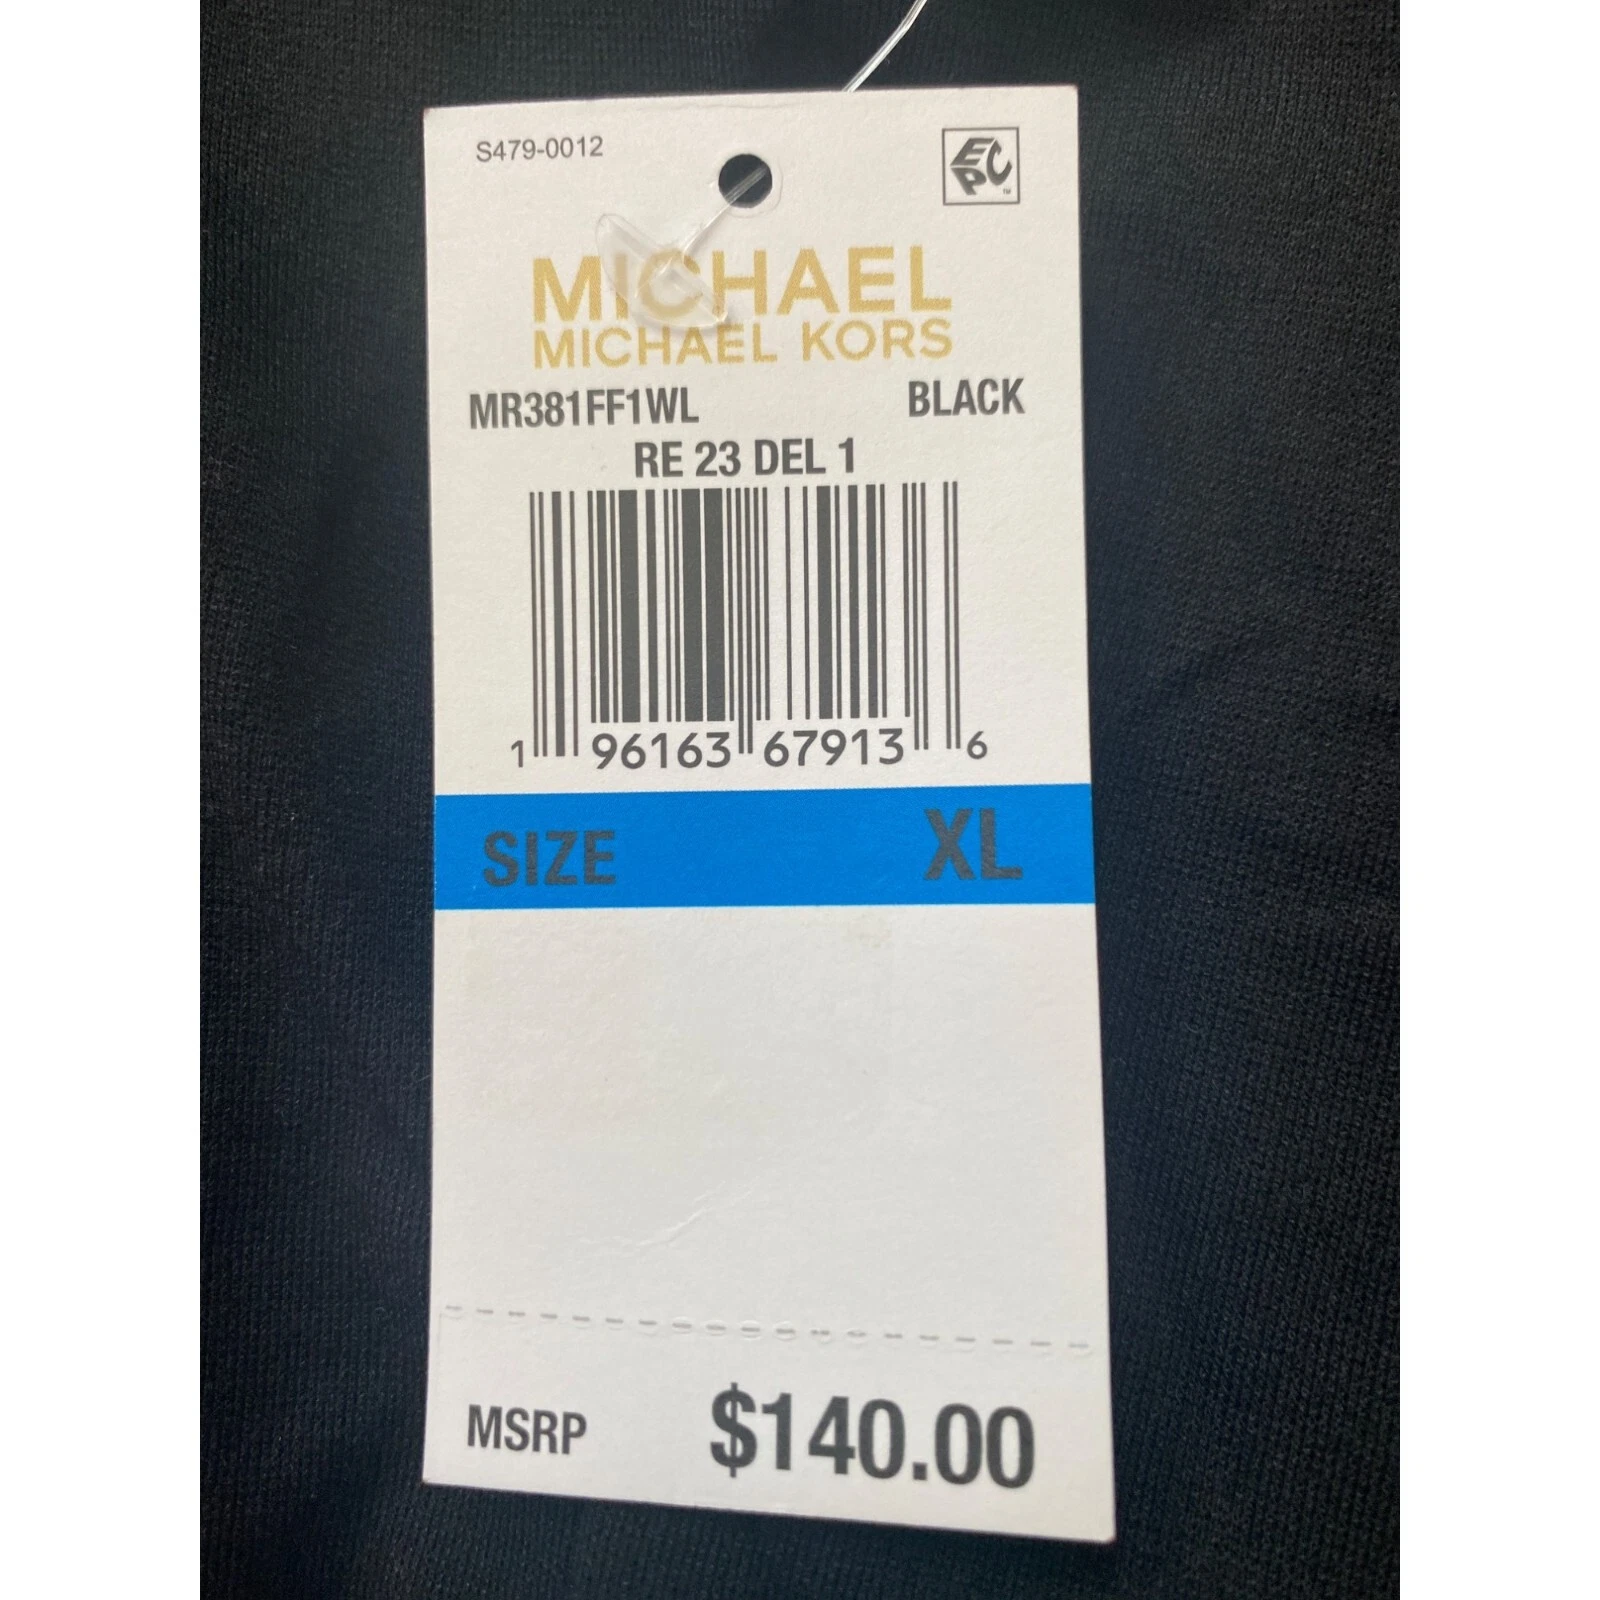 S479-0012
EPC™
MICHAEL
MICHAEL KORS
MR381FF1WL BLACK
RE 23 DEL 1
1 96163 67913 6
SIZE XL
MSRP $140.00